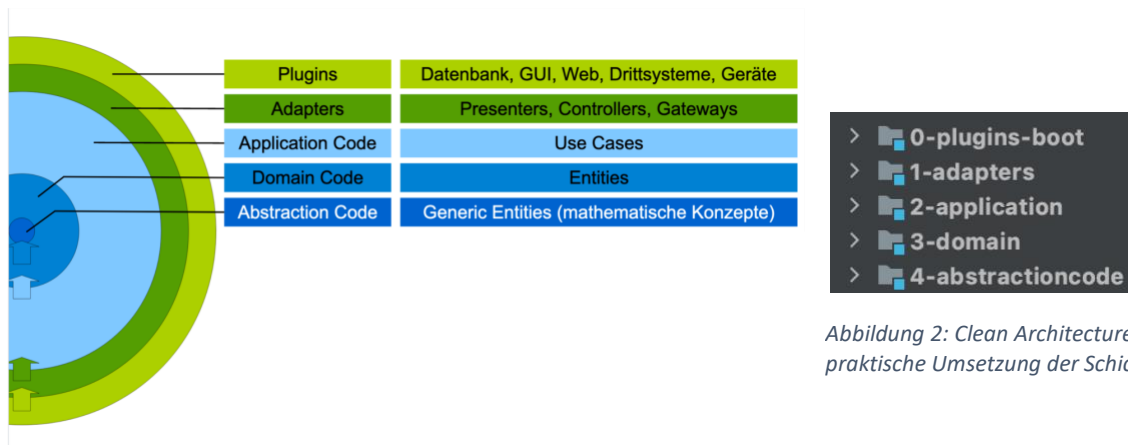 Plugins Datenbank, GUI, Web, Drittsysteme, Geräte
Adapters Presenters, Controllers, Gateways
Application Code Use Cases
Domain Code Entities
Abstraction Code Generic Entities (mathematische Konzepte)
0-plugins-boot
1-adapters
2-application
3-domain
4-abstractioncode
Abbildung 2: Clean Architecture
praktische Umsetzung der